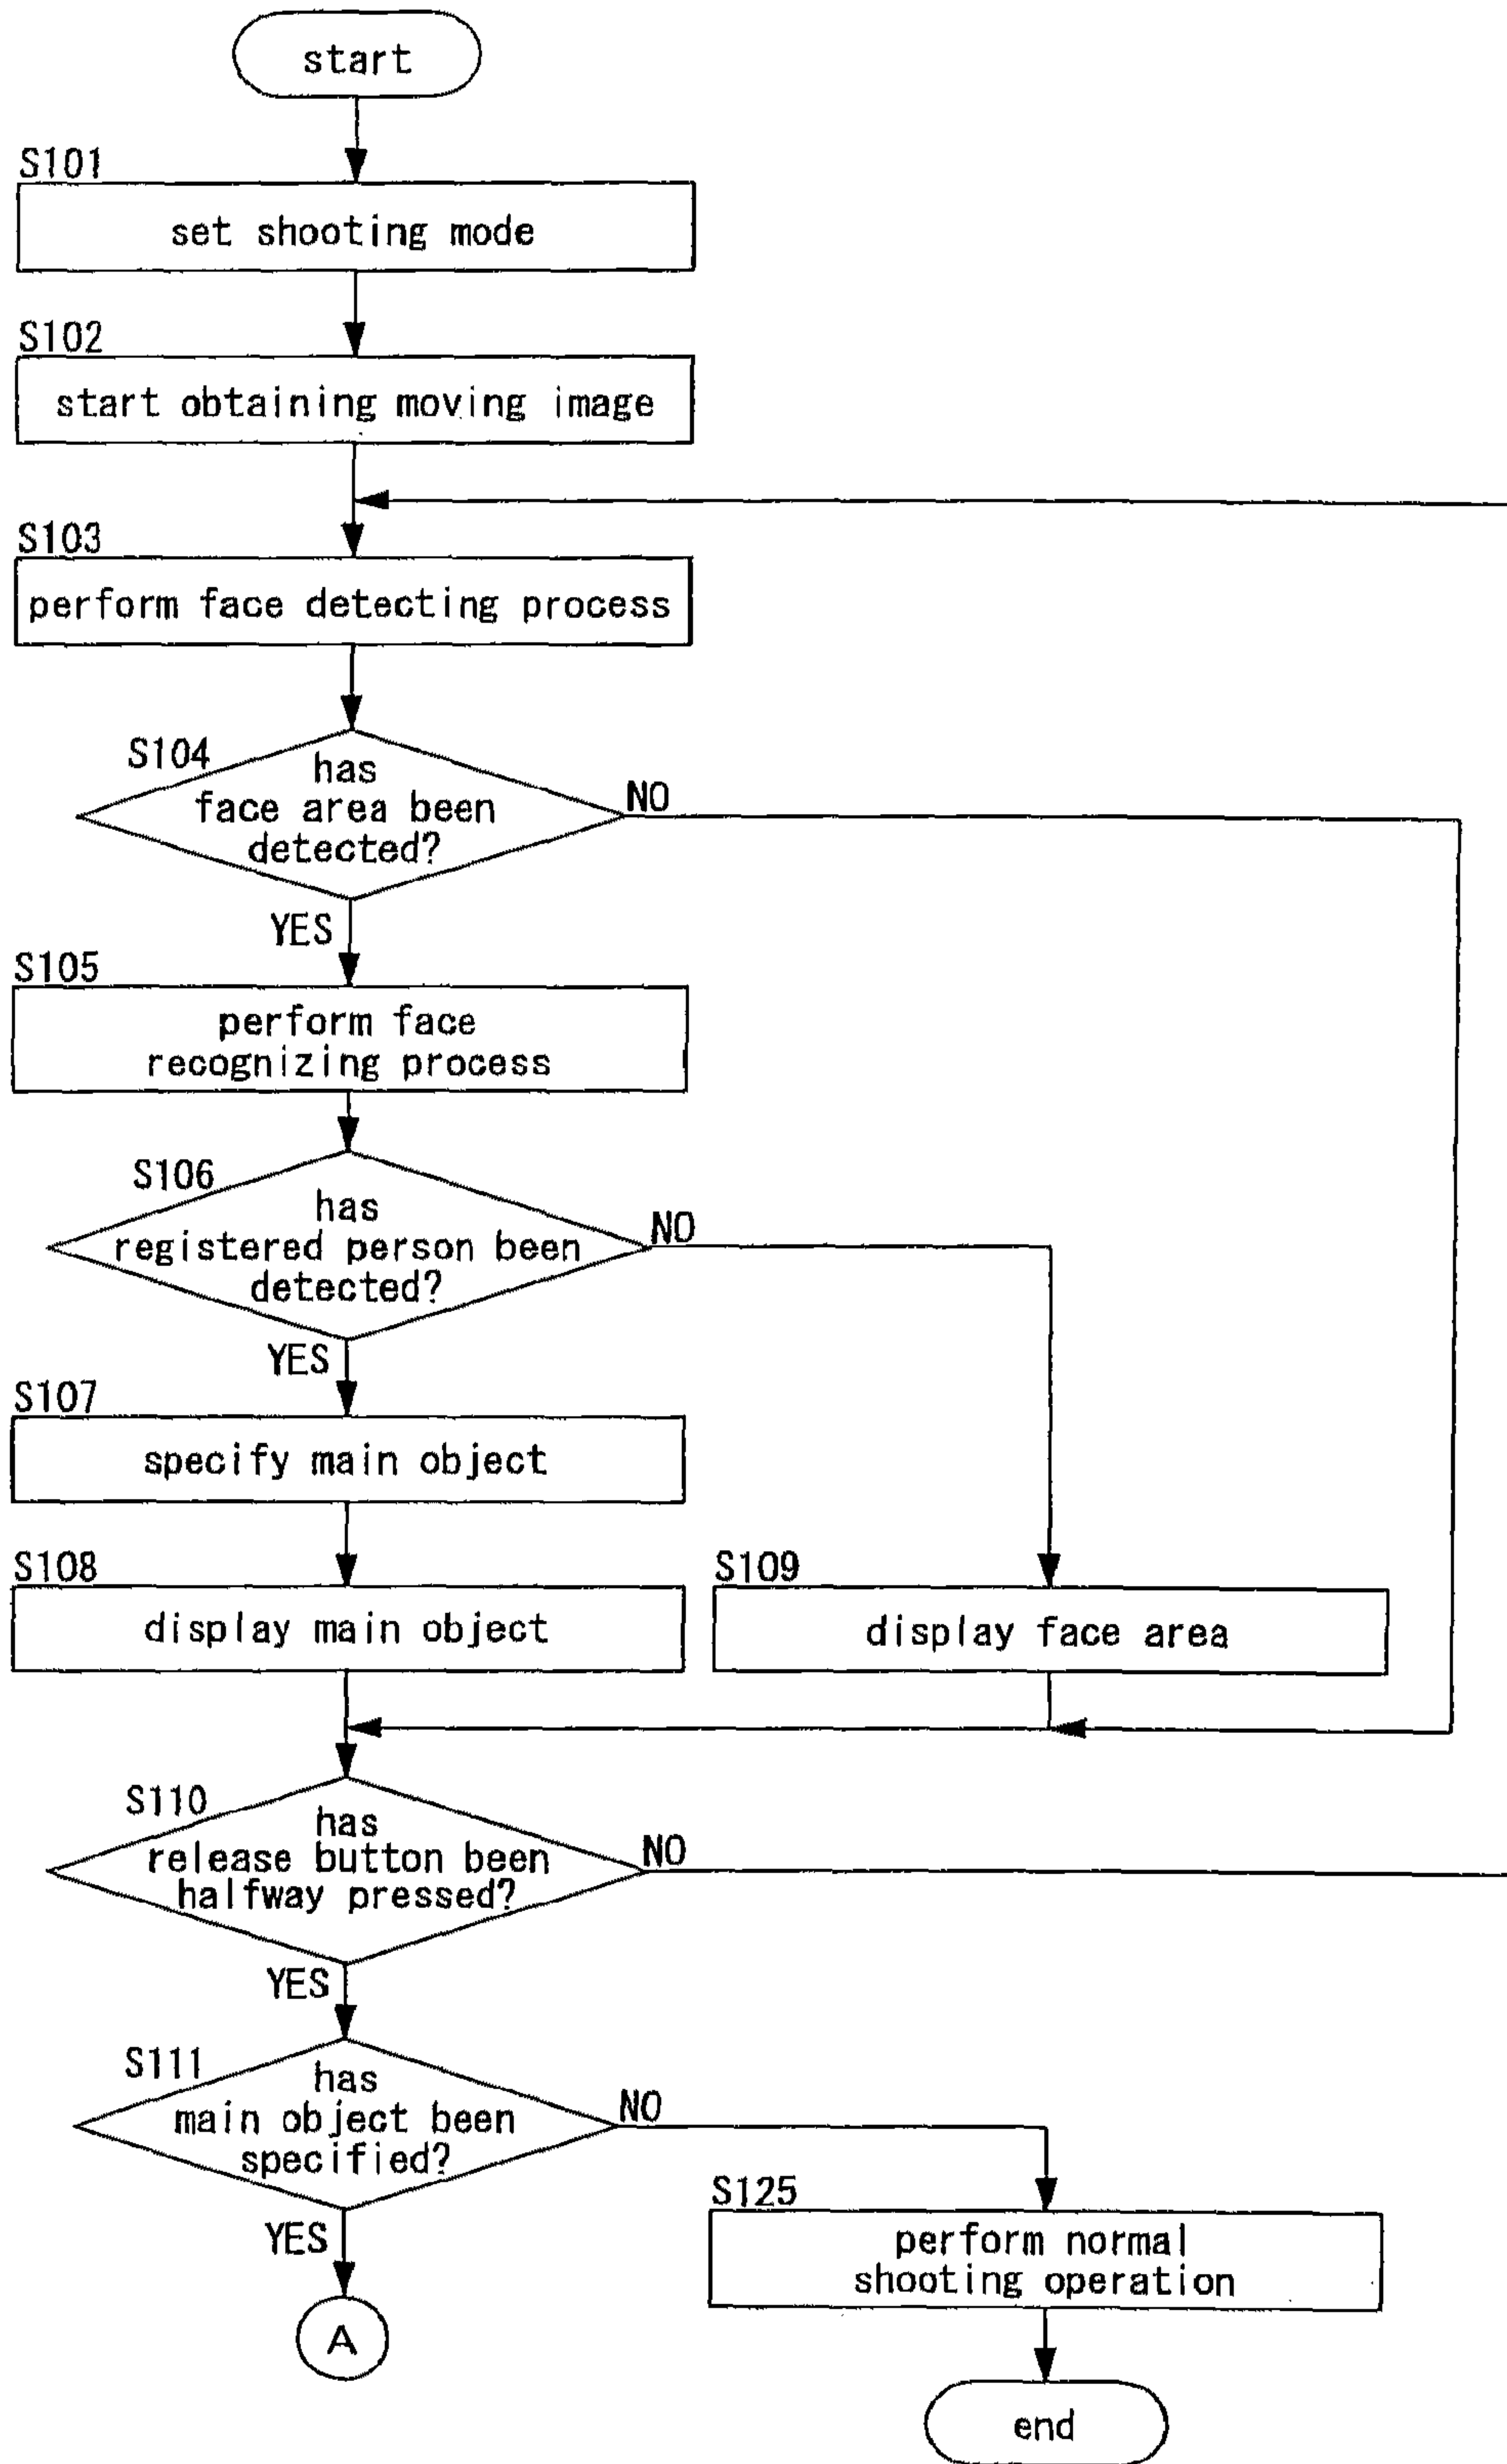 start
S101
set shooting mode
S102
start obtaining moving image
S103
perform face detecting process
S104
has
face area been
detected?
NO
YES
S105
perform face
recognizing process
S106
has
registered person been
detected?
NO
YES
S107
specify main object
S108
display main object
S109
display face area
S110
has
release button been
halfway pressed?
NO
YES
S111
has
main object been
specified?
NO
YES
A
S125
perform normal
shooting operation
end